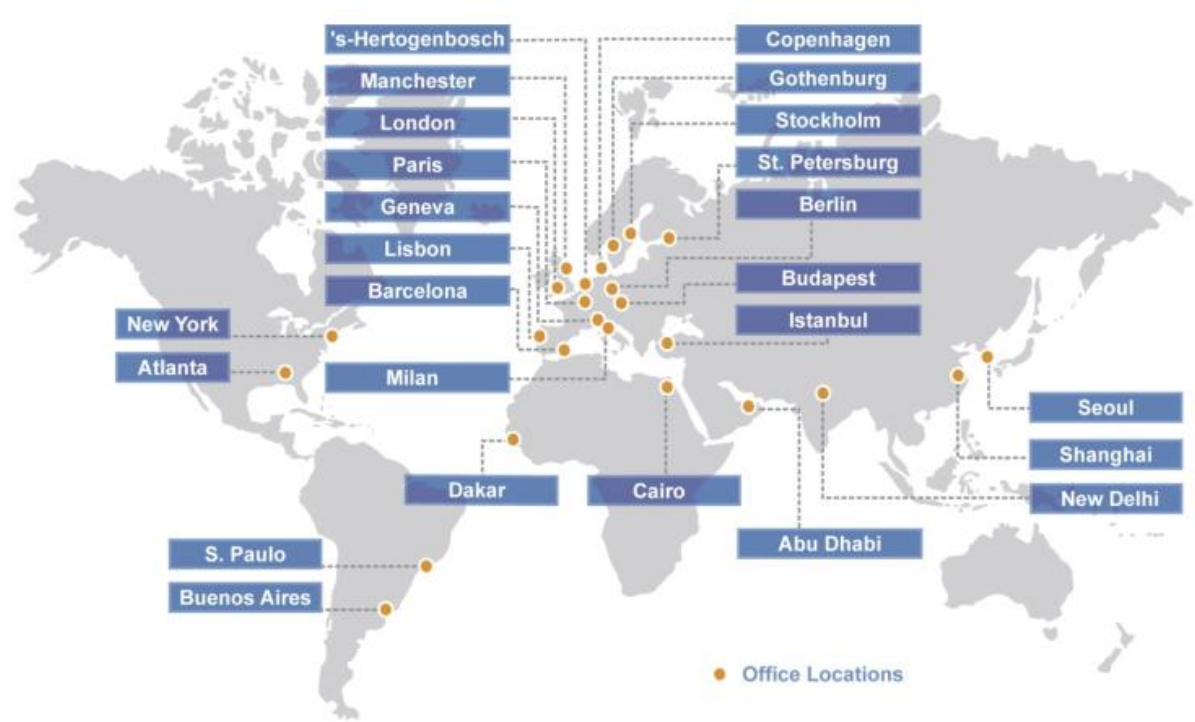 's-Hertogenbosch
Manchester
London
Paris
Geneva
Lisbon
Barcelona
Milan
Copenhagen
Gothenburg
Stockholm
St. Petersburg
Berlin
Budapest
Istanbul
New York
Atlanta
Seoul
Shanghai
New Delhi
Dakar
Cairo
Abu Dhabi
S. Paulo
Buenos Aires
Office Locations